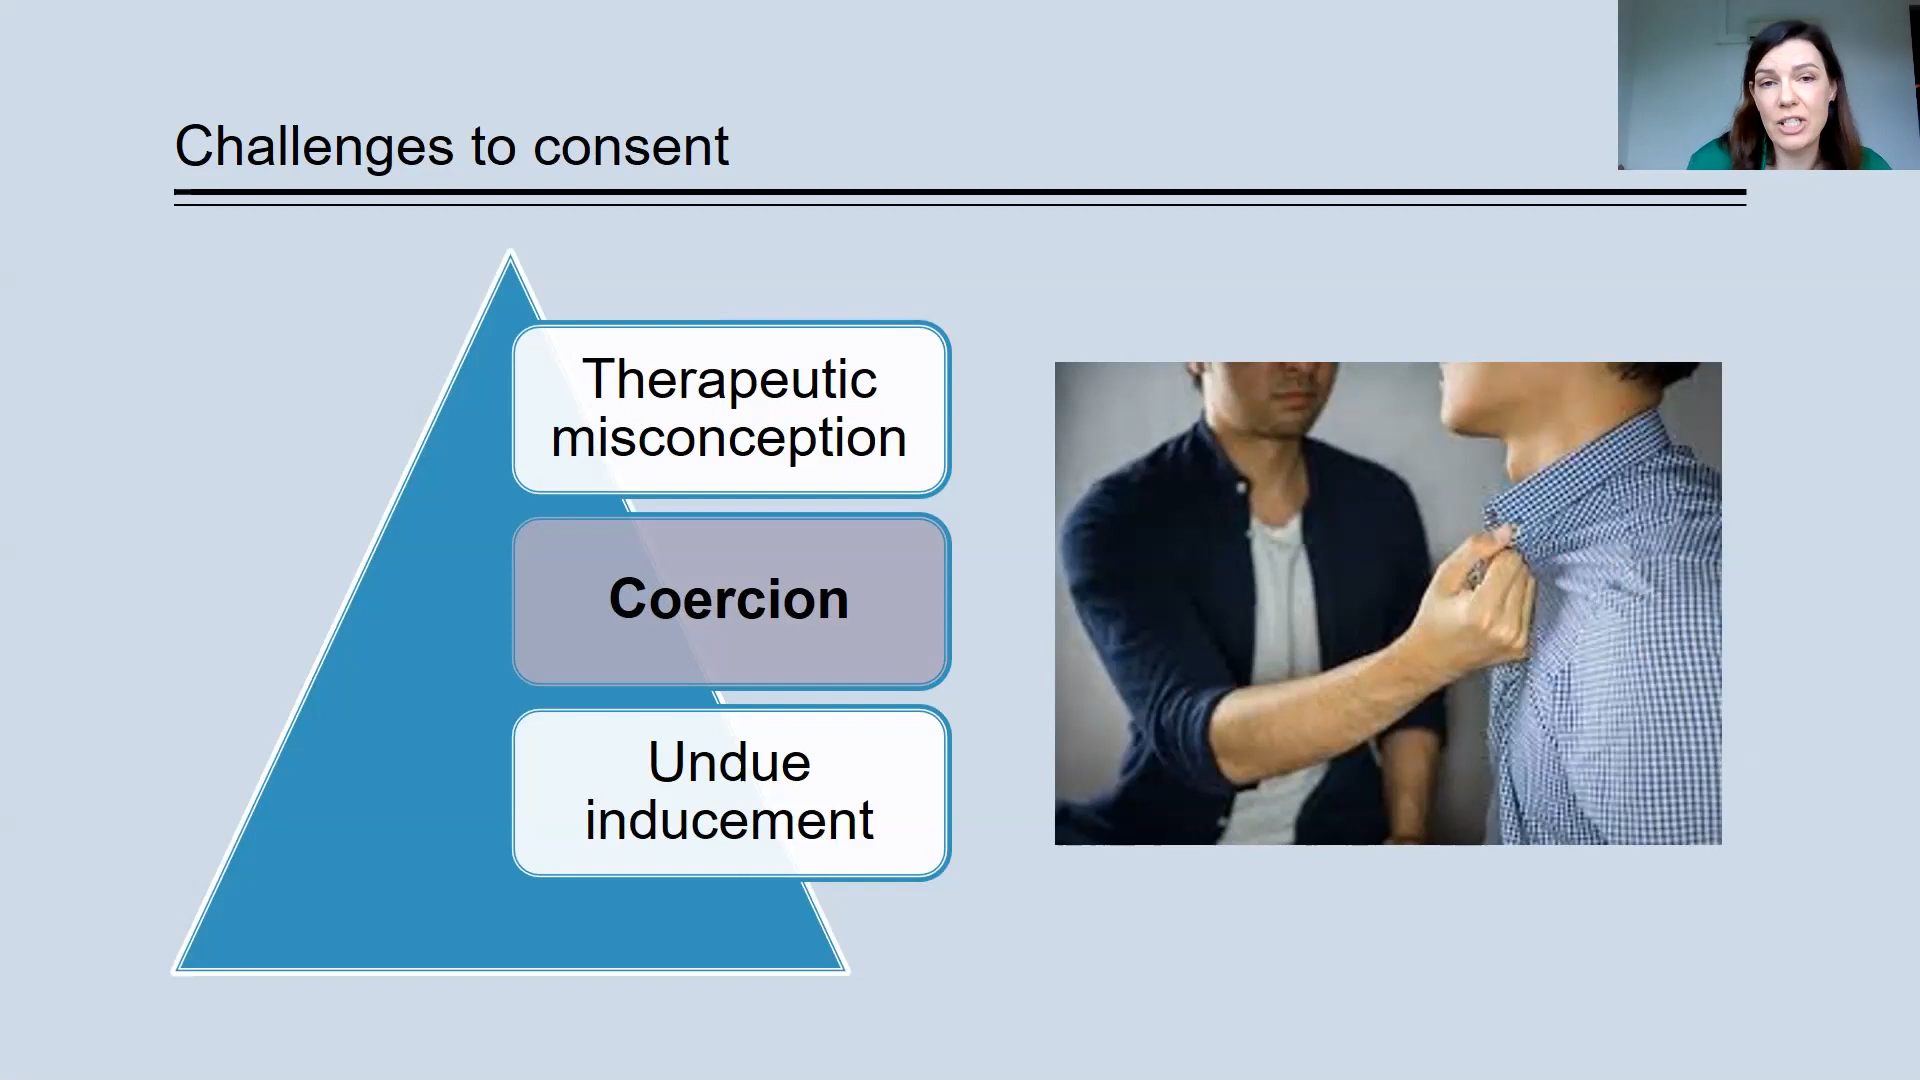 Challenges to consent
Therapeutic
misconception
Coercion
Undue
inducement